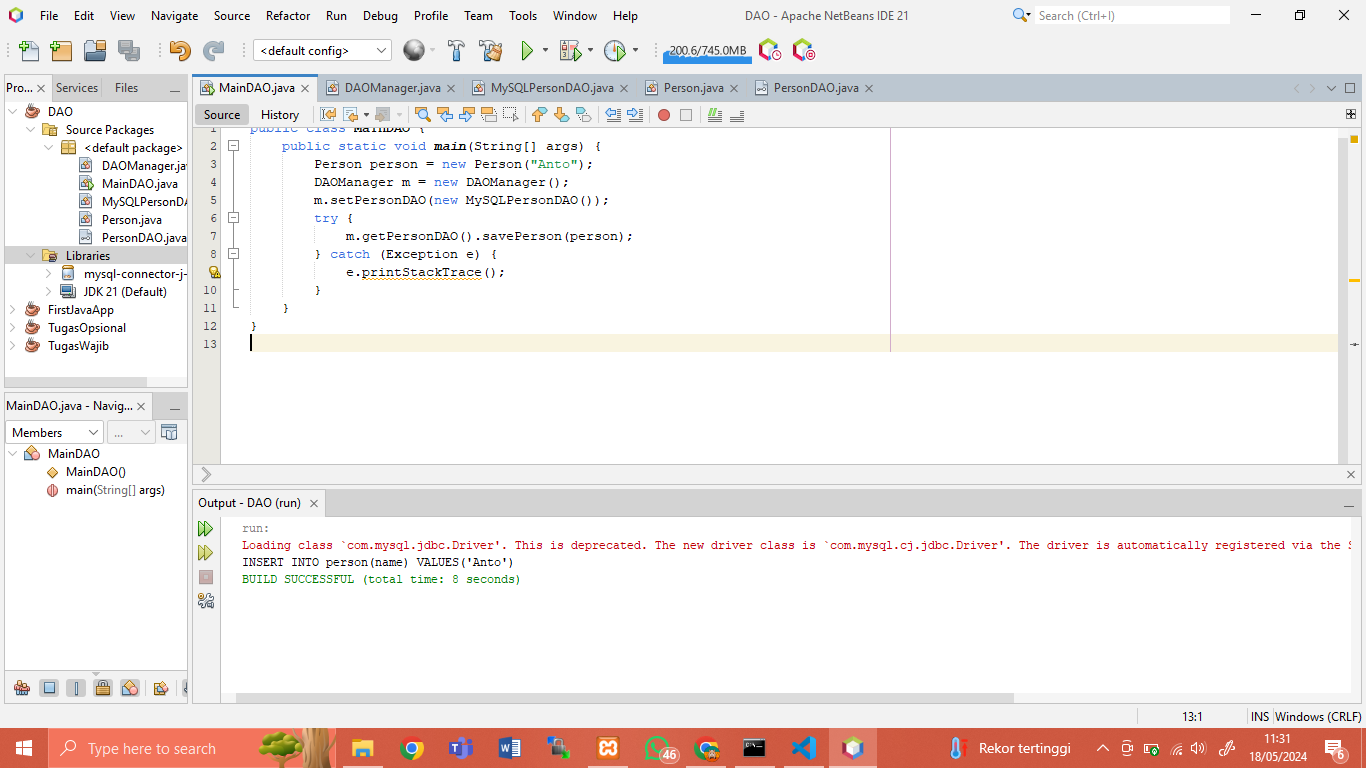 File Edit View Navigate Source Refactor Run Debug Profile Team Tools Window Help
DAO - Apache NetBeans IDE 21
Search (Ctrl+I)
<default config>
200.6/745.0MB
Pro... Services Files
DAO
Source Packages
<default package>
DAOManager.ja
MainDAO.java
MySQLPersonDA
Person.java
PersonDAO.java
Libraries
mysql-connector-j-
JDK 21 (Default)
FirstJavaApp
TugasOpsional
TugasWajib
MainDAO.java - Navig...
Members
...
MainDAO
MainDAO()
main(String[] args)
MainDAO.java DAOManager.java MySQLPersonDAO.java Person.java PersonDAO.java
Source History
1 public class MainDAO {
2 public static void main(String[] args) {
3 Person person = new Person("Anto");
4 DAOManager m = new DAOManager();
5 m.setPersonDAO(new MySQLPersonDAO());
6 try {
7 m.getPersonDAO().savePerson(person);
8 } catch (Exception e) {
e.printStackTrace();
10 }
11 }
12 }
13
Output - DAO (run)
run:
Loading class `com.mysql.jdbc.Driver'. This is deprecated. The new driver class is `com.mysql.cj.jdbc.Driver'. The driver is automatically registered via the S
INSERT INTO person(name) VALUES('Anto')
BUILD SUCCESSFUL (total time: 8 seconds)
13:1 INS Windows (CRLF)
Type here to search
46
Rekor tertinggi
11:31
18/05/2024
6